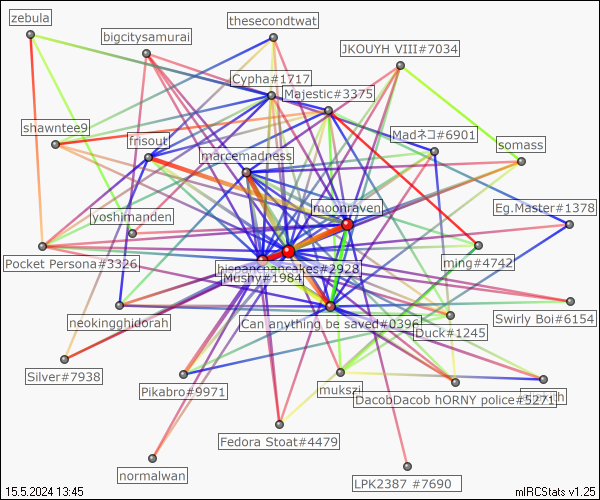 zebula
thesecondtwat
bigcitysamurai
JKOUYH VIII#7034
Cypha#1717
Majestic#3375
shawntee9
frisout
Madネコ#6901
somass
marcemadness
yoshimanden
moonraven
Eg.Master#1378
Pocket Persona#3326
hispanicpancakes#2928
ming#4742
Mushy#1984
neokingghidorah
Can anything be saved#0396
Swirly Boi#6154
Duck#1245
Silver#7938
Pikabro#9971
mukszi
DacobDacob hORNY police#5271
Fedora Stoat#4479
normalwan
LPK2387 #7690
15.5.2024 13:45
mIRCStats v1.25